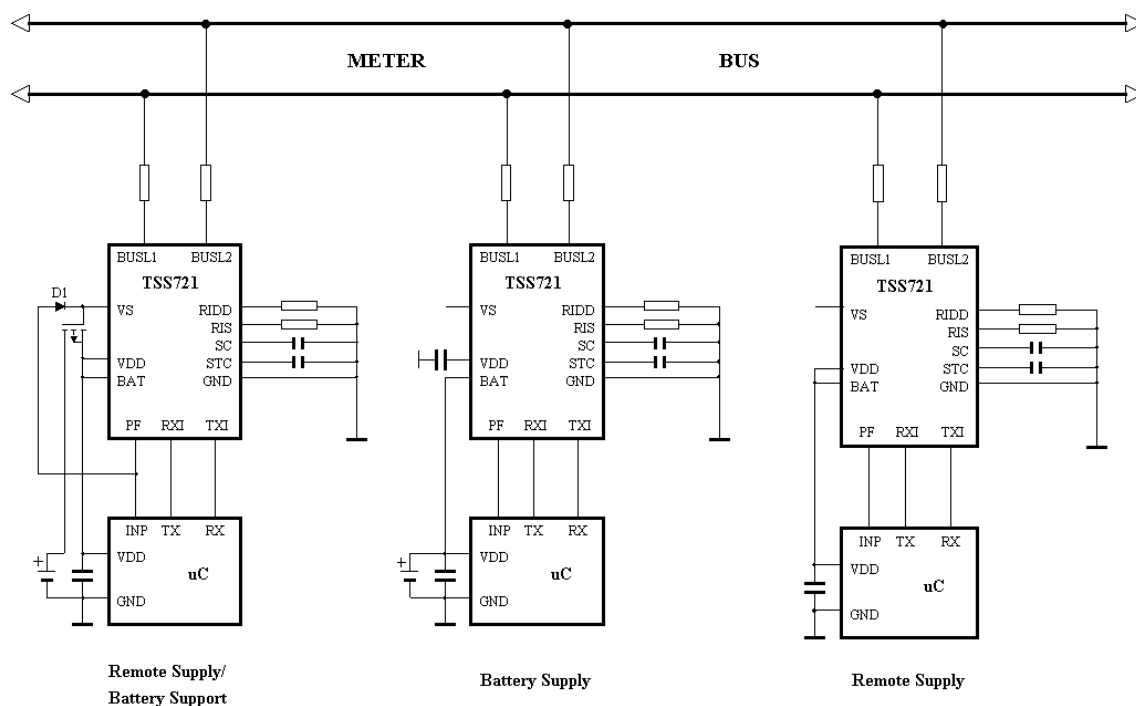 METER BUS
BUSL1 BUSL2 BUSL1 BUSL2 BUSL1 BUSL2
TSS721 TSS721 TSS721
D1
VS RIDD VS RIDD VS RIDD
RIS RIS RIS
SC SC SC
VDD STC VDD STC VDD STC
BAT GND BAT GND BAT GND
PF RXI TXI PF RXI TXI PF RXI TXI
INP TX RX INP TX RX INP TX RX
+ VDD + VDD VDD
uC uC uC
GND GND GND
Remote Supply/
Battery Support
Battery Supply
Remote Supply